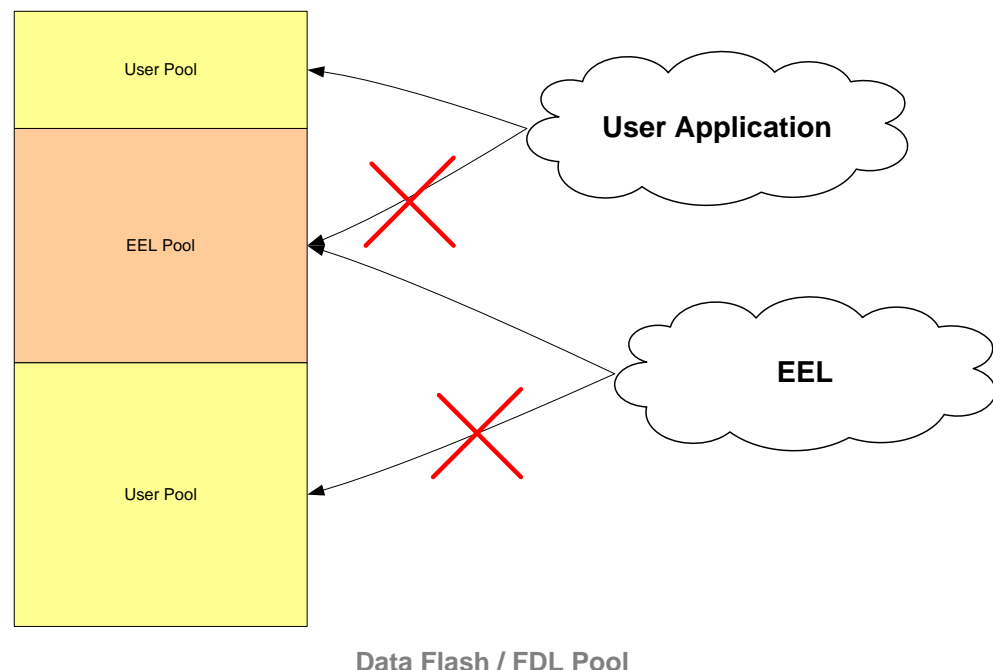 User Pool
User Application
EEL Pool
EEL
User Pool
Data Flash / FDL Pool